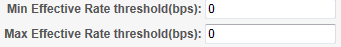 Min Effective Rate threshold(bps): 0
Max Effective Rate threshold(bps): 0